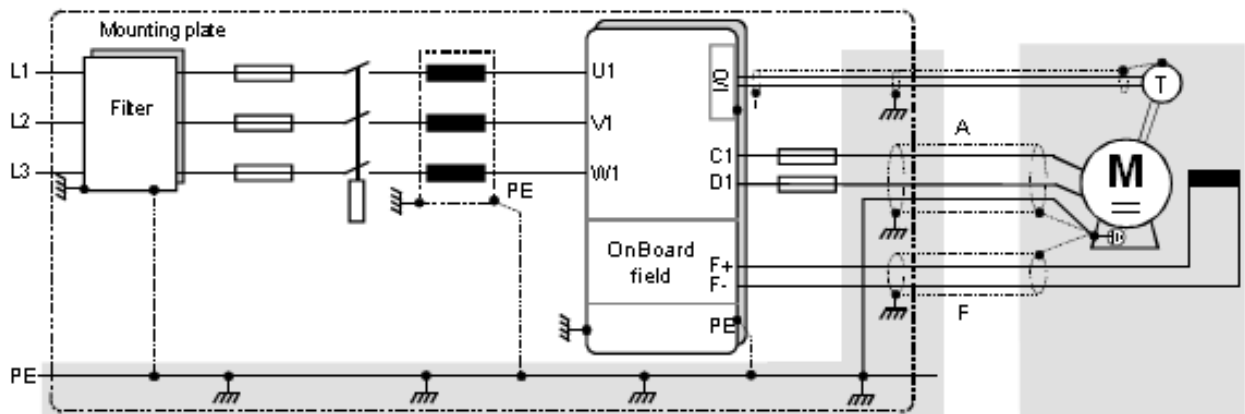 Mounting plate
L1
L2
L3
Filter
U1
V1
W1
I/O
T
A
C1
D1
M
PE
OnBoard
field
F+
F-
F
PE
PE